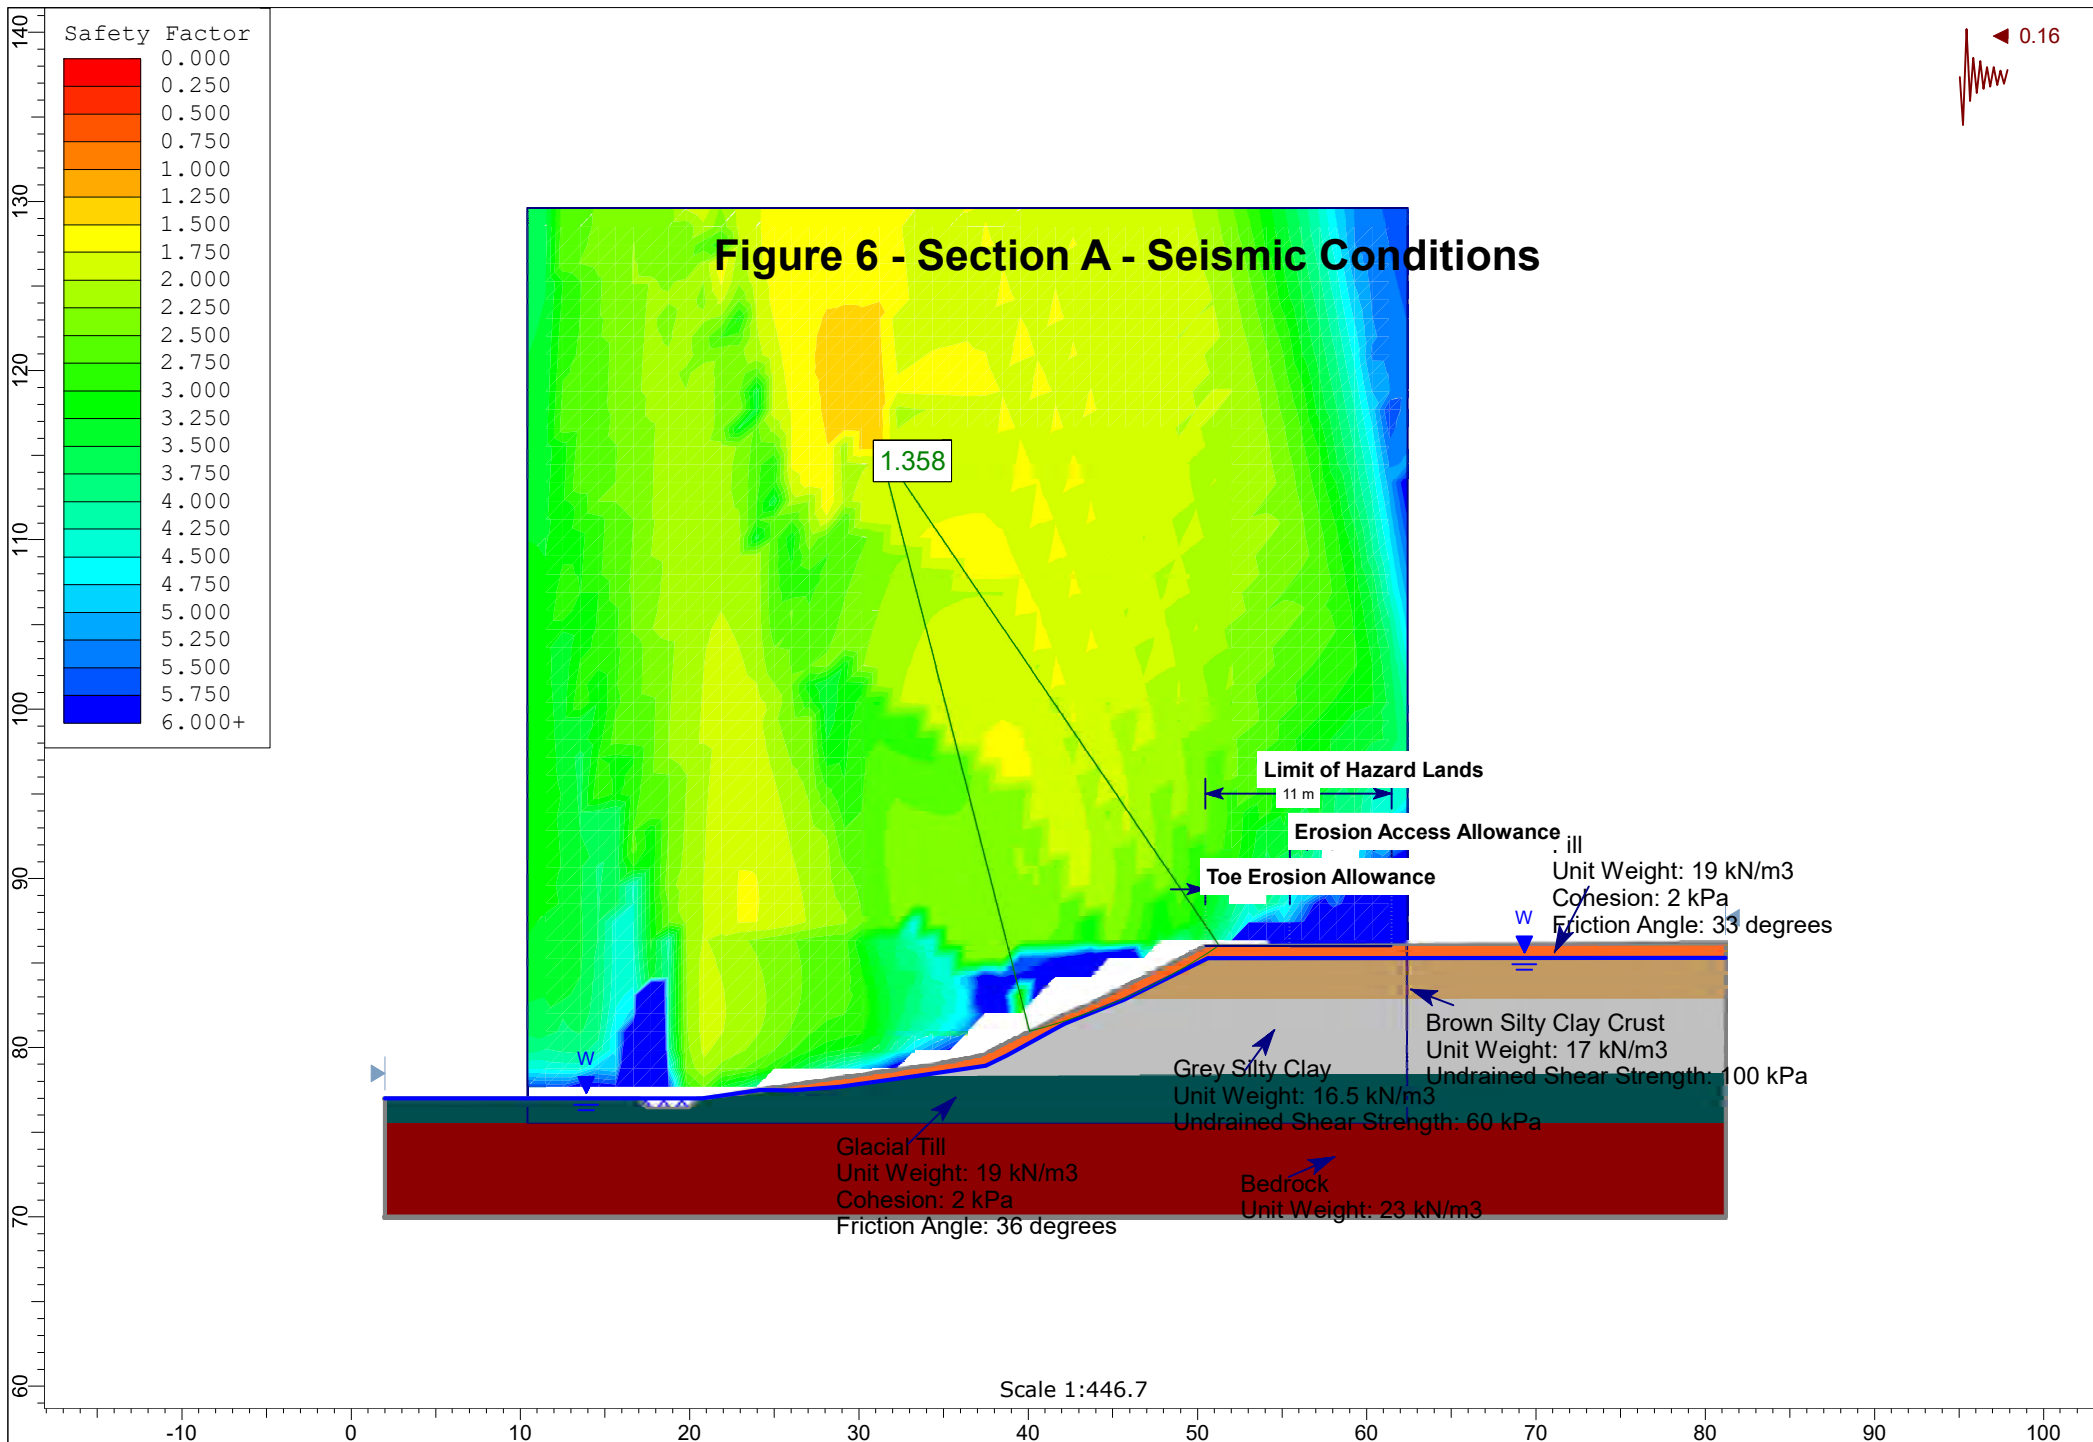 Safety Factor
0.000
0.250
0.500
0.750
1.000
1.250
1.500
1.750
2.000
2.250
2.500
2.750
3.000
3.250
3.500
3.750
4.000
4.250
4.500
4.750
5.000
5.250
5.500
5.750
6.000+
0.16
Figure 6 - Section A - Seismic Conditions
1.358
Limit of Hazard Lands
11 m
Erosion Access Allowance
Toe Erosion Allowance
ill
Unit Weight: 19 kN/m3
Cohesion: 2 kPa
Friction Angle: 33 degrees
W
W
Brown Silty Clay Crust
Unit Weight: 17 kN/m3
Undrained Shear Strength: 100 kPa
Grey Silty Clay
Unit Weight: 16.5 kN/m3
Undrained Shear Strength: 60 kPa
Glacial Till
Unit Weight: 19 kN/m3
Cohesion: 2 kPa
Friction Angle: 36 degrees
Bedrock
Unit Weight: 23 kN/m3
Scale 1:446.7
140
130
120
110
100
90
80
70
60
-10
0
10
20
30
40
50
60
70
80
90
100